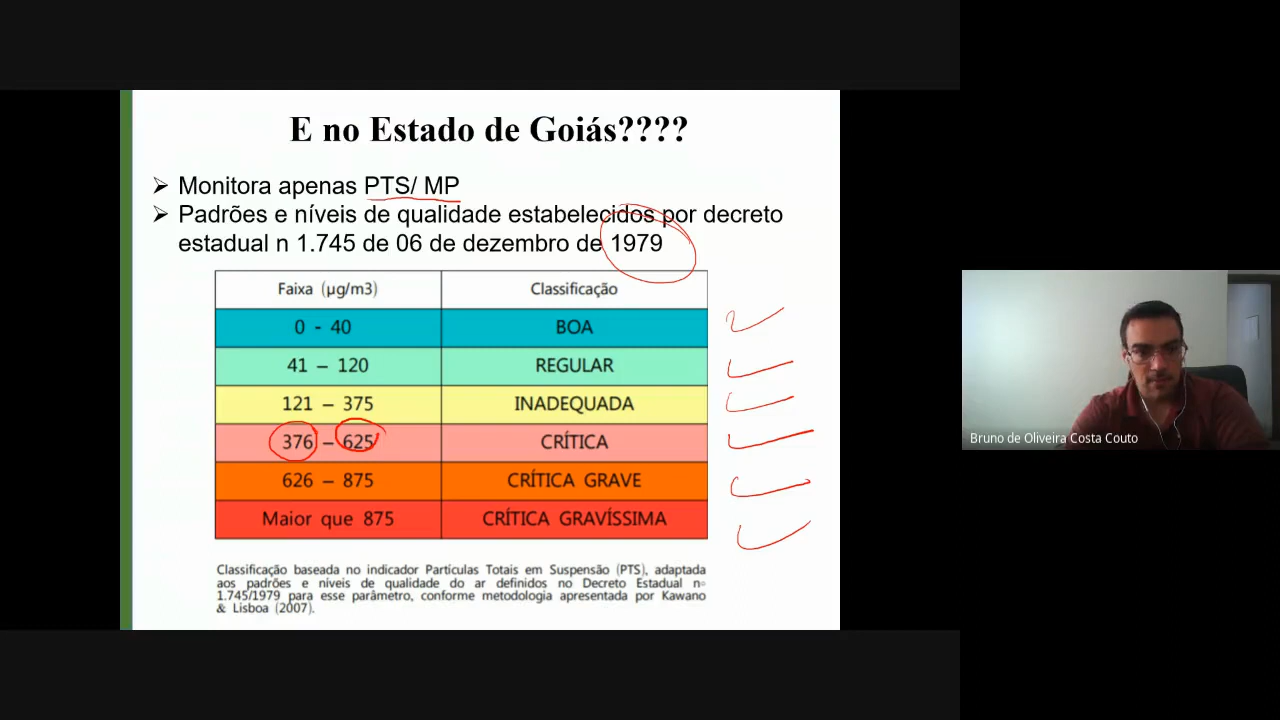 E no Estado de Goiás????
➢ Monitora apenas PTS/ MP
➢ Padrões e níveis de qualidade estabelecidos por decreto
estadual n 1.745 de 06 de dezembro de 1979
Faixa (µg/m3) Classificação
0 - 40 BOA
41 – 120 REGULAR
121 – 375 INADEQUADA
376 – 625 CRÍTICA
626 – 875 CRÍTICA GRAVE
Maior que 875 CRÍTICA GRAVÍSSIMA
Classificação baseada no indicador Partículas Totais em Suspensão (PTS), adaptada
aos padrões e níveis de qualidade do ar definidos no Decreto Estadual nº
1.745/1979 para esse parâmetro, conforme metodologia apresentada por Kawano
& Lisboa (2007).
Bruno de Oliveira Costa Couto